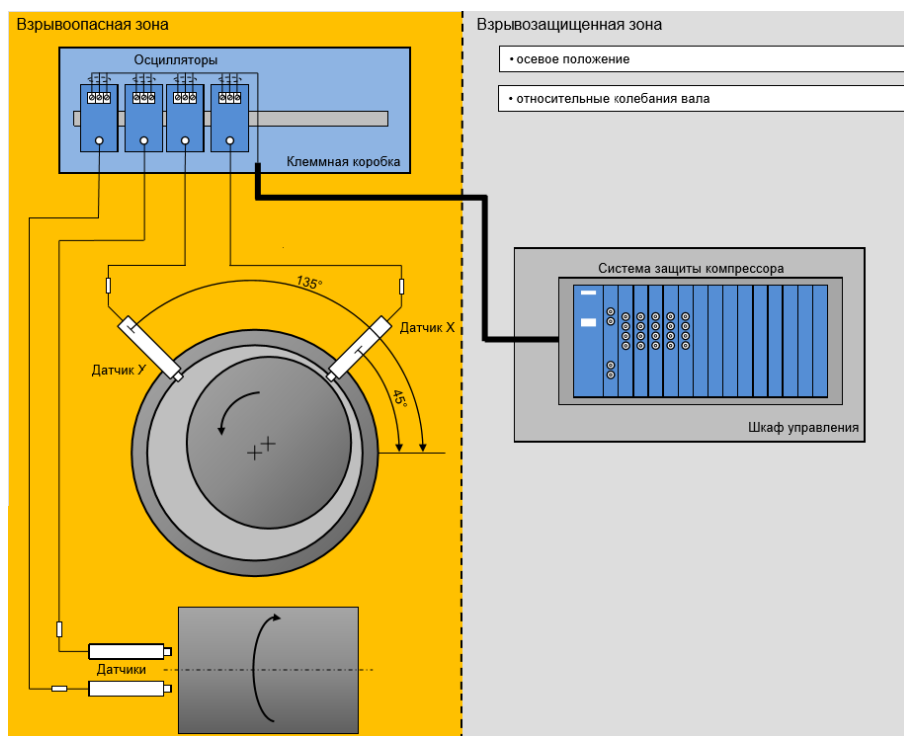 Взрывоопасная зона
Взрывозащищенная зона
Осцилляторы
• осевое положение
• относительные колебания вала
Клеммная коробка
Система защиты компрессора
135°
Датчик X
Датчик У
45°
Шкаф управления
Датчики